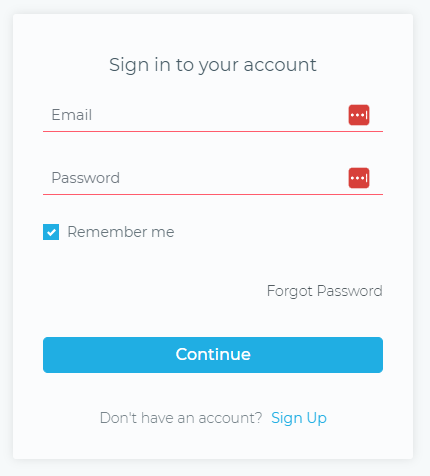 Sign in to your account
Email
Password
Remember me
Forgot Password
Continue
Don't have an account? Sign Up